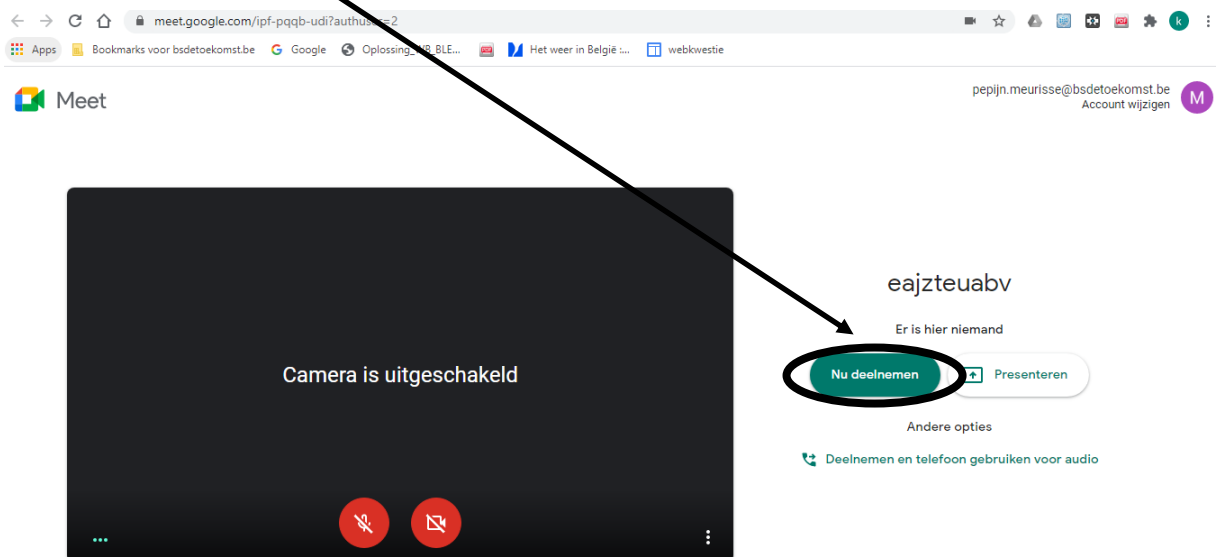 meet.google.com/ipf-pqqb-udi?authuser=2
Apps Bookmarks voor bsdetoekomst.be Google Oplossing_WB_BLE... Het weer in België :... webkwestie
Meet
pepijn.meurisse@bsdetoekomst.be
Account wijzigen
M
k
eajzteuabv
Er is hier niemand
Camera is uitgeschakeld
Nu deelnemen Presenteren
Andere opties
Deelnemen en telefoon gebruiken voor audio